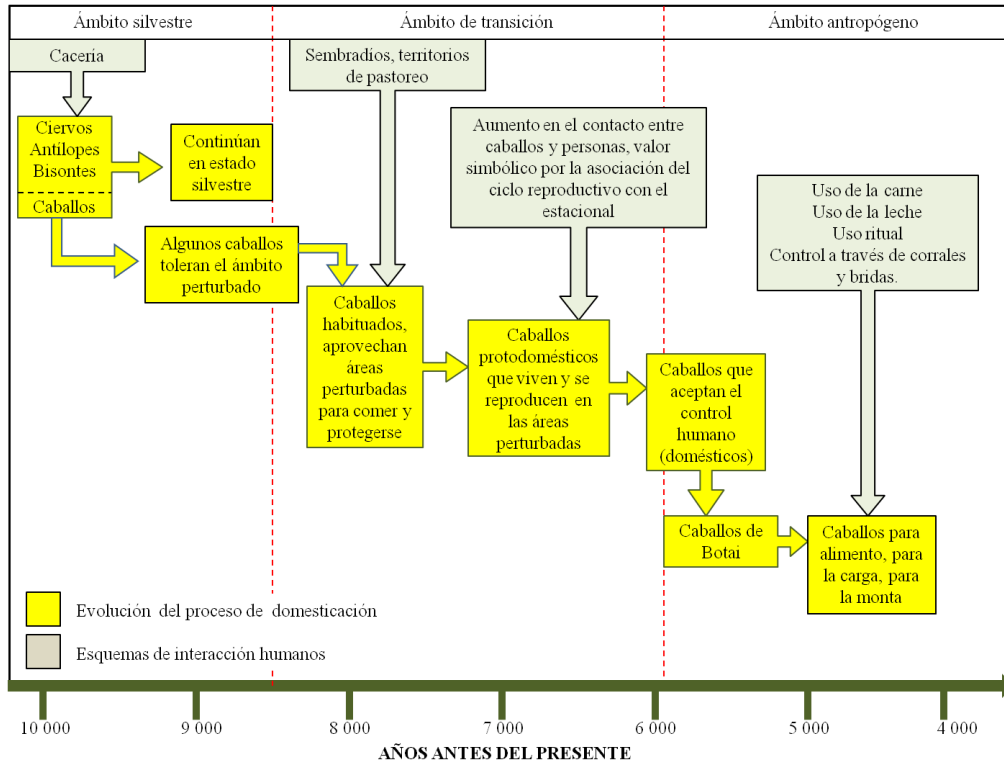 Ámbito silvestre
Ámbito de transición
Ámbito antropógeno
Cacería
Sembradíos, territorios
de pastoreo
Ciervos
Antílopes
Bisontes
Caballos
Continúan
en estado
silvestre
Aumento en el contacto entre
caballos y personas, valor
simbólico por la asociación del
ciclo reproductivo con el
estacional
Uso de la carne
Uso de la leche
Uso ritual
Control a través de corrales
y bridas.
Algunos caballos
toleran el ámbito
perturbado
Caballos
habituados,
aprovechan
áreas
perturbadas
para comer y
protegerse
Caballos
protodomésticos
que viven y se
reproducen en
las áreas
perturbadas
Caballos que
aceptan el
control
humano
(domésticos)
Caballos de
Botai
Caballos para
alimento, para
la carga, para
la monta
Evolución del proceso de domesticación
Esquemas de interacción humanos
10 000
9 000
8 000
7 000
6 000
5 000
4 000
AÑOS ANTES DEL PRESENTE